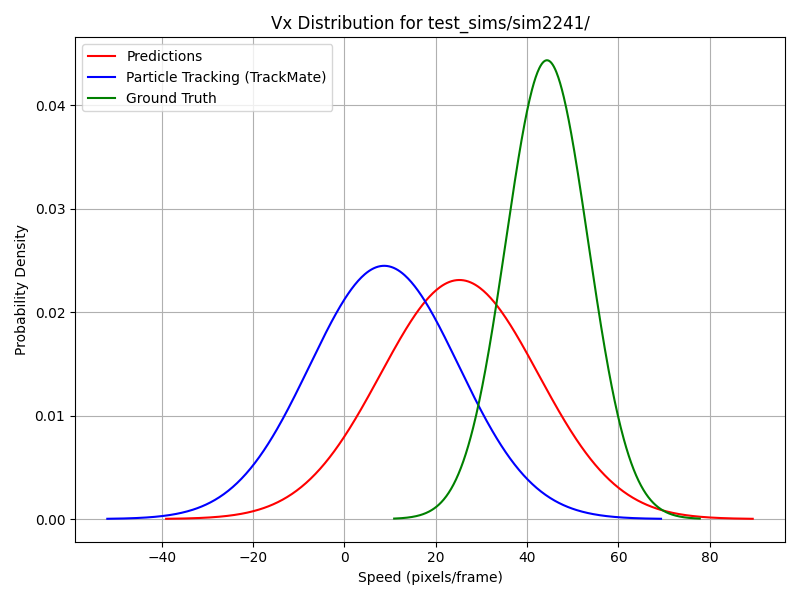 Vx Distribution for test_sims/sim2241/
Predictions
Particle Tracking (TrackMate)
Ground Truth
Probability Density
0.04
0.03
0.02
0.01
0.00
−40
−20
0
20
40
60
80
Speed (pixels/frame)